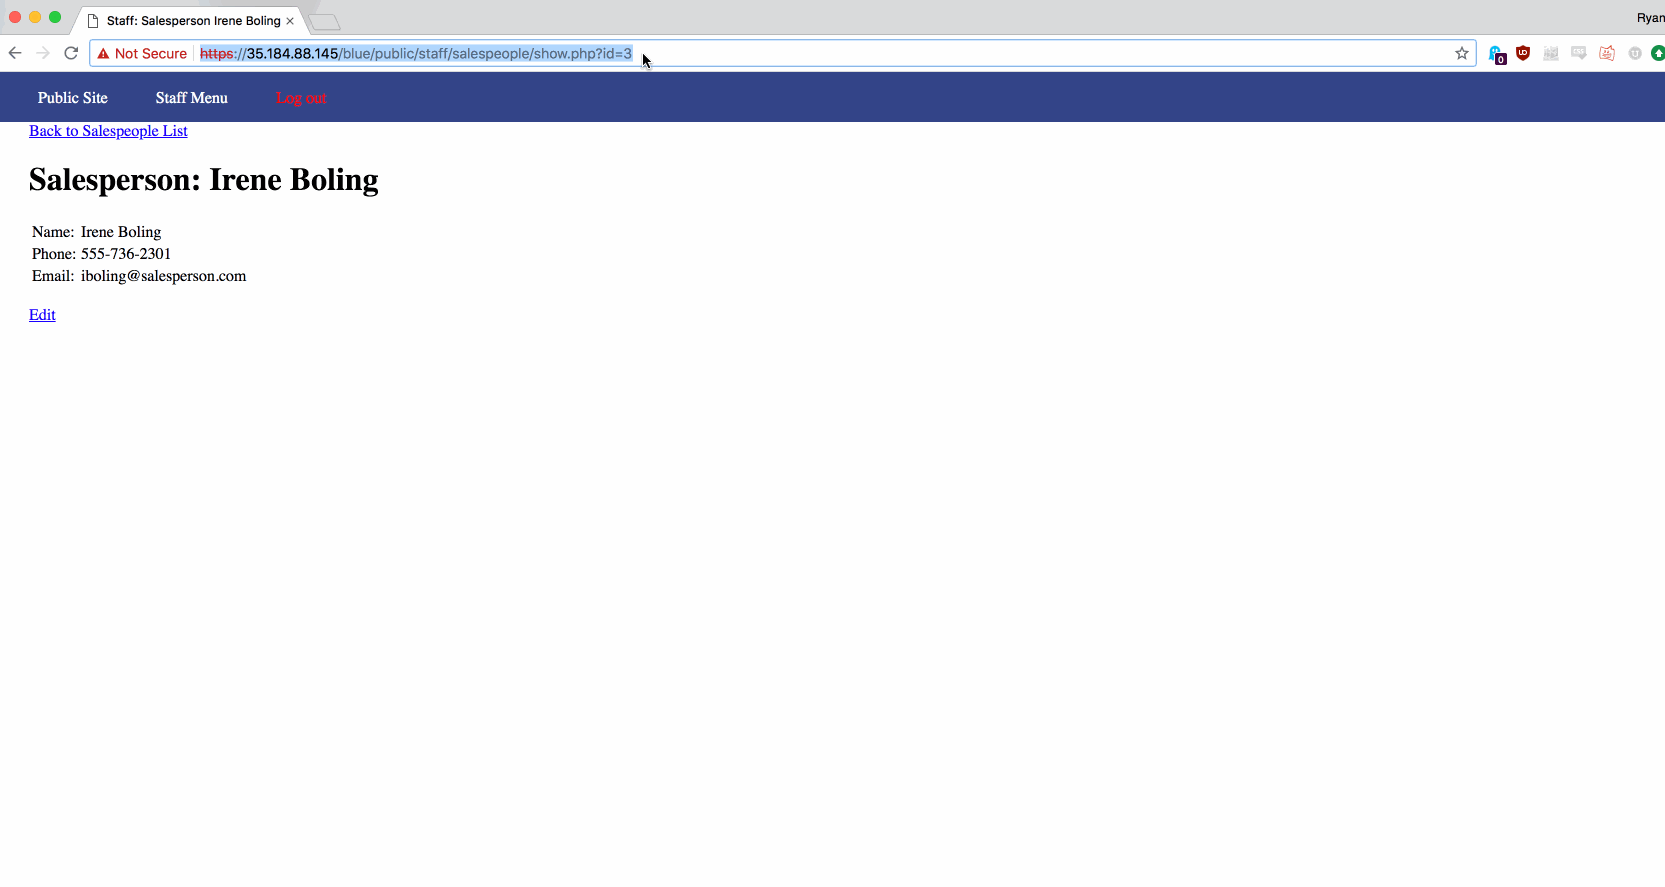 Staff: Salesperson Irene Boling
Ryan
Not Secure https://35.184.88.145/blue/public/staff/salespeople/show.php?id=3
0
Public Site Staff Menu Log out
Back to Salespeople List
Salesperson: Irene Boling
Name: Irene Boling
Phone: 555-736-2301
Email: iboling@salesperson.com
Edit